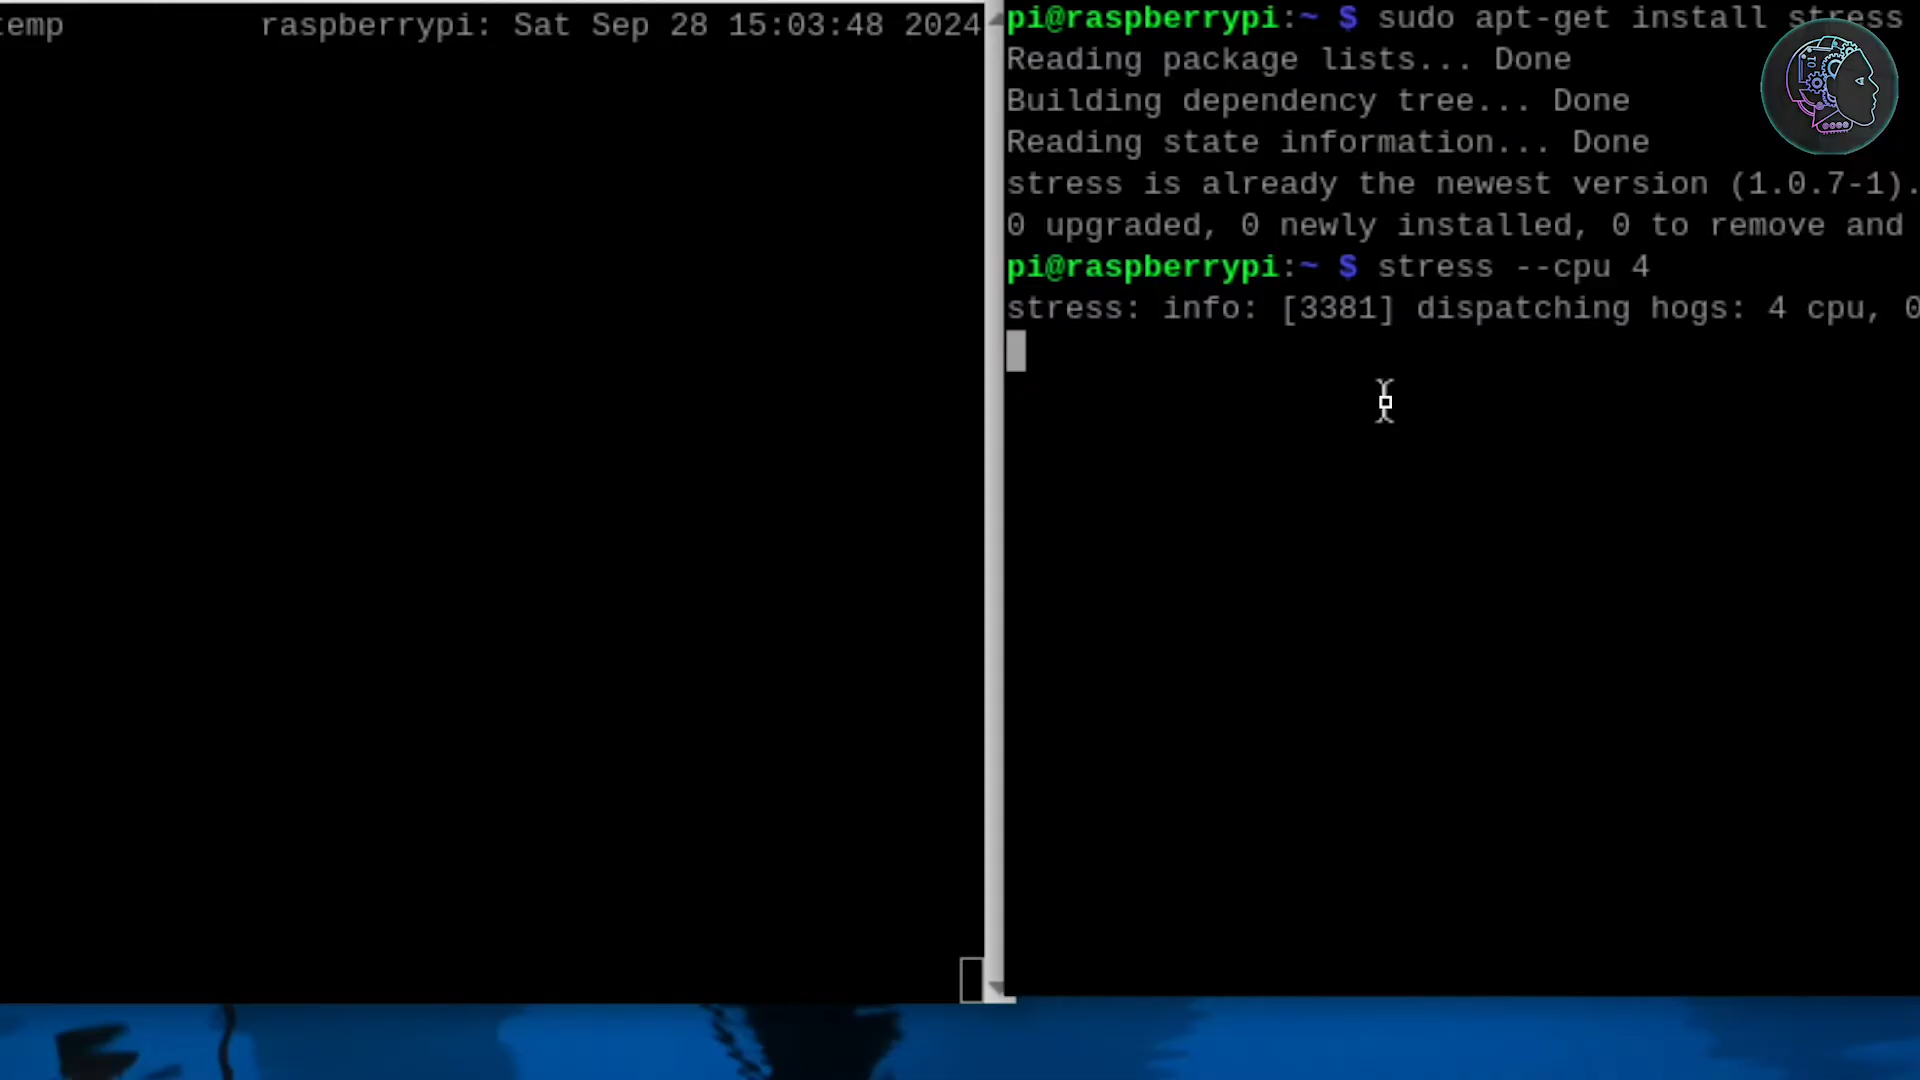 temp raspberrypi: Sat Sep 28 15:03:48 2024
pi@raspberrypi:~ $ sudo apt-get install stress
Reading package lists... Done
Building dependency tree... Done
Reading state information... Done
stress is already the newest version (1.0.7-1).
0 upgraded, 0 newly installed, 0 to remove and
pi@raspberrypi:~ $ stress --cpu 4
stress: info: [3381] dispatching hogs: 4 cpu, 0